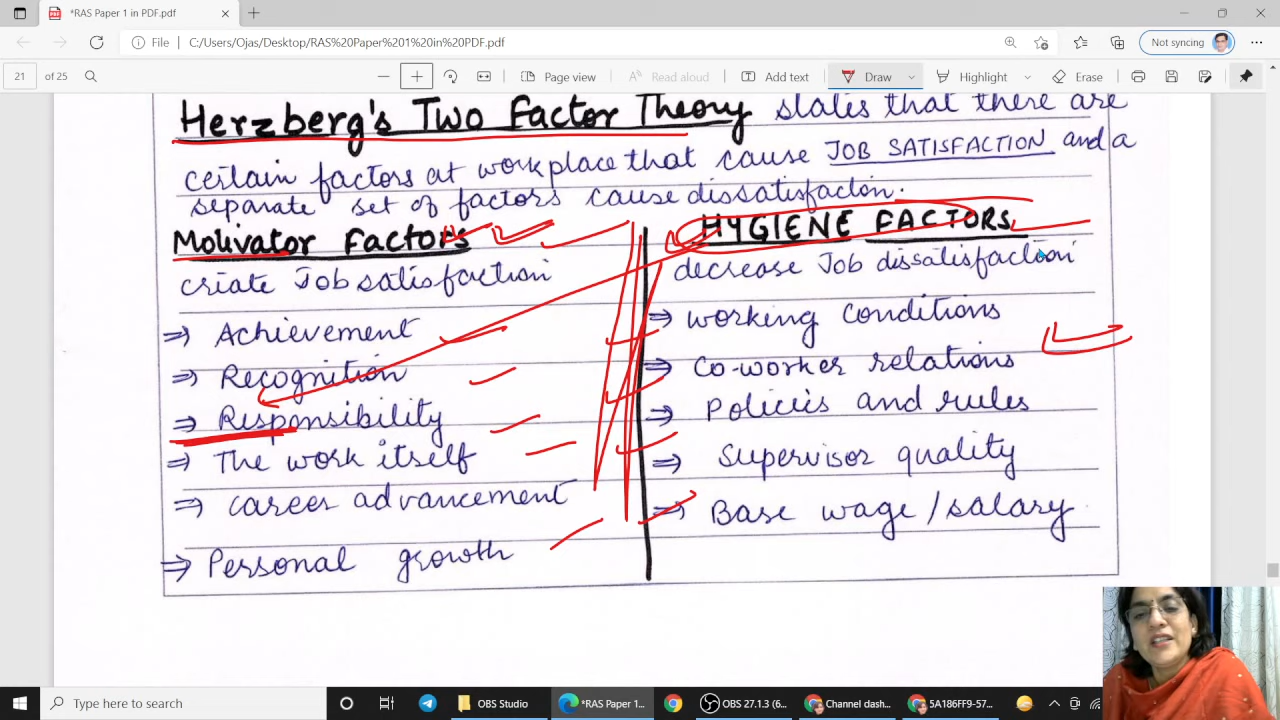 *RAS Paper 1 in PDF.pdf
File
C:/Users/Ojas/Desktop/RAS%20Paper%201%20in%20PDF.pdf
Not syncing
21 of 25
Page view
Read aloud
Add text
Draw
Highlight
Erase
Herzberg's Two Factor Theory states that there are
certain factors at workplace that cause JOB SATISFACTION and a
separate set of factors cause dissatisfaction.
Motivator Factors
create Job satisfaction
⇒ Achievement
⇒ Recognition
⇒ Responsibility
⇒ The work itself
⇒ career advancement
⇒ Personal growth
HYGIENE FACTORS
decrease Job dissatisfaction
⇒ working conditions
⇒ Co-worker relations
⇒ Policies and rules
⇒ Supervisor quality
⇒ Base wage/salary
Type here to search
OBS Studio
*RAS Paper 1...
OBS 27.1.3 (6...
Channel dash...
5A186FF9-57...